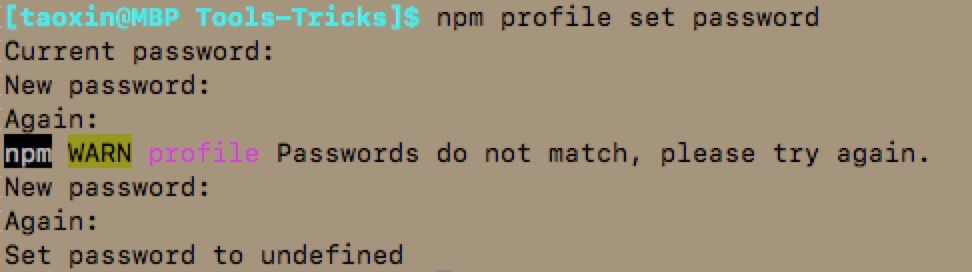 [taoxin@MBP Tools-Tricks]$ npm profile set password
Current password:
New password:
Again:
npm WARN profile Passwords do not match, please try again.
New password:
Again:
Set password to undefined